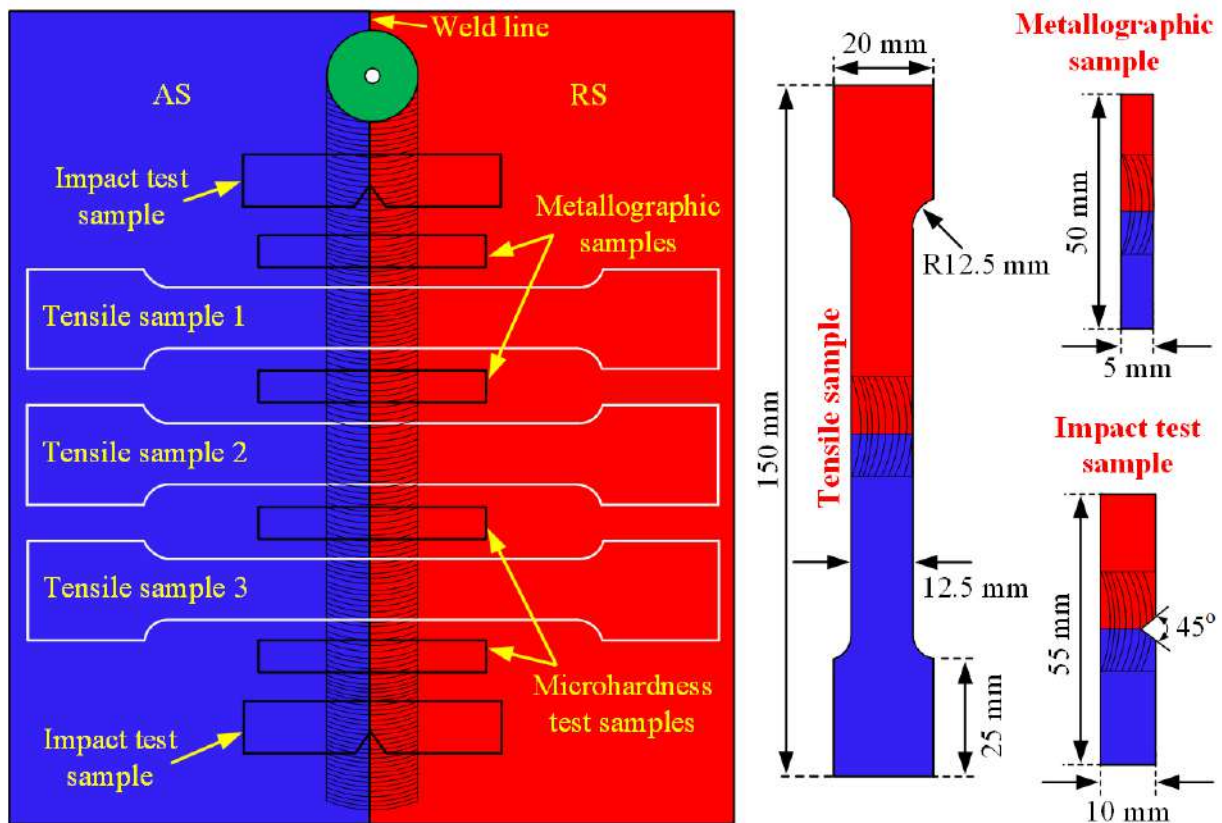 Weld line
AS
RS
Impact test
sample
Metallographic
samples
Tensile sample 1
Tensile sample 2
Tensile sample 3
Microhardness
test samples
Impact test
sample
20 mm
150 mm
Tensile sample
R12.5 mm
12.5 mm
25 mm
Metallographic
sample
50 mm
5 mm
Impact test
sample
55 mm
45°
10 mm